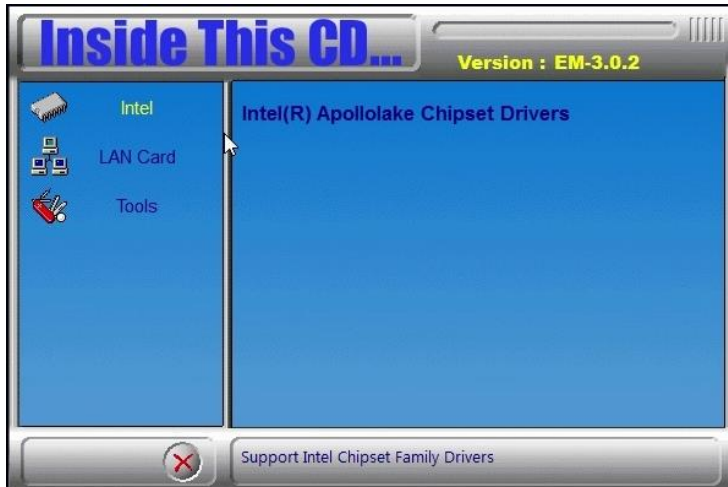 Inside This CD...
Version : EM-3.0.2
Intel
LAN Card
Tools
Intel(R) Apollolake Chipset Drivers
Support Intel Chipset Family Drivers